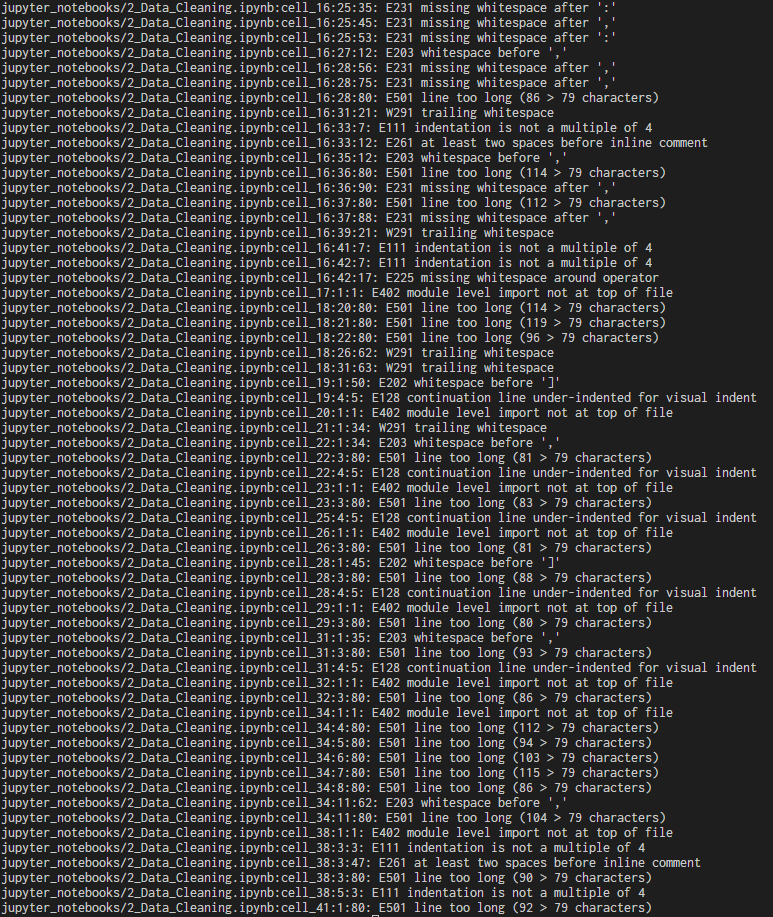 jupyter_notebooks/2_Data_Cleaning.ipynb:cell_16:25:35: E231 missing whitespace after ':'
jupyter_notebooks/2_Data_Cleaning.ipynb:cell_16:25:45: E231 missing whitespace after ','
jupyter_notebooks/2_Data_Cleaning.ipynb:cell_16:25:53: E231 missing whitespace after ':'
jupyter_notebooks/2_Data_Cleaning.ipynb:cell_16:27:12: E203 whitespace before ','
jupyter_notebooks/2_Data_Cleaning.ipynb:cell_16:28:56: E231 missing whitespace after ','
jupyter_notebooks/2_Data_Cleaning.ipynb:cell_16:28:75: E231 missing whitespace after ','
jupyter_notebooks/2_Data_Cleaning.ipynb:cell_16:28:80: E501 line too long (86 > 79 characters)
jupyter_notebooks/2_Data_Cleaning.ipynb:cell_16:31:21: W291 trailing whitespace
jupyter_notebooks/2_Data_Cleaning.ipynb:cell_16:33:7: E111 indentation is not a multiple of 4
jupyter_notebooks/2_Data_Cleaning.ipynb:cell_16:33:12: E261 at least two spaces before inline comment
jupyter_notebooks/2_Data_Cleaning.ipynb:cell_16:35:12: E203 whitespace before ','
jupyter_notebooks/2_Data_Cleaning.ipynb:cell_16:36:80: E501 line too long (114 > 79 characters)
jupyter_notebooks/2_Data_Cleaning.ipynb:cell_16:36:90: E231 missing whitespace after ','
jupyter_notebooks/2_Data_Cleaning.ipynb:cell_16:37:80: E501 line too long (112 > 79 characters)
jupyter_notebooks/2_Data_Cleaning.ipynb:cell_16:37:88: E231 missing whitespace after ','
jupyter_notebooks/2_Data_Cleaning.ipynb:cell_16:39:21: W291 trailing whitespace
jupyter_notebooks/2_Data_Cleaning.ipynb:cell_16:41:7: E111 indentation is not a multiple of 4
jupyter_notebooks/2_Data_Cleaning.ipynb:cell_16:42:7: E111 indentation is not a multiple of 4
jupyter_notebooks/2_Data_Cleaning.ipynb:cell_16:42:17: E225 missing whitespace around operator
jupyter_notebooks/2_Data_Cleaning.ipynb:cell_17:1:1: E402 module level import not at top of file
jupyter_notebooks/2_Data_Cleaning.ipynb:cell_18:20:80: E501 line too long (114 > 79 characters)
jupyter_notebooks/2_Data_Cleaning.ipynb:cell_18:21:80: E501 line too long (119 > 79 characters)
jupyter_notebooks/2_Data_Cleaning.ipynb:cell_18:22:80: E501 line too long (96 > 79 characters)
jupyter_notebooks/2_Data_Cleaning.ipynb:cell_18:26:62: W291 trailing whitespace
jupyter_notebooks/2_Data_Cleaning.ipynb:cell_18:31:63: W291 trailing whitespace
jupyter_notebooks/2_Data_Cleaning.ipynb:cell_19:1:50: E202 whitespace before ']'
jupyter_notebooks/2_Data_Cleaning.ipynb:cell_19:4:5: E128 continuation line under-indented for visual indent
jupyter_notebooks/2_Data_Cleaning.ipynb:cell_20:1:1: E402 module level import not at top of file
jupyter_notebooks/2_Data_Cleaning.ipynb:cell_21:1:34: W291 trailing whitespace
jupyter_notebooks/2_Data_Cleaning.ipynb:cell_22:1:34: E203 whitespace before ','
jupyter_notebooks/2_Data_Cleaning.ipynb:cell_22:3:80: E501 line too long (81 > 79 characters)
jupyter_notebooks/2_Data_Cleaning.ipynb:cell_22:4:5: E128 continuation line under-indented for visual indent
jupyter_notebooks/2_Data_Cleaning.ipynb:cell_23:1:1: E402 module level import not at top of file
jupyter_notebooks/2_Data_Cleaning.ipynb:cell_23:3:80: E501 line too long (83 > 79 characters)
jupyter_notebooks/2_Data_Cleaning.ipynb:cell_25:4:5: E128 continuation line under-indented for visual indent
jupyter_notebooks/2_Data_Cleaning.ipynb:cell_26:1:1: E402 module level import not at top of file
jupyter_notebooks/2_Data_Cleaning.ipynb:cell_26:3:80: E501 line too long (81 > 79 characters)
jupyter_notebooks/2_Data_Cleaning.ipynb:cell_28:1:45: E202 whitespace before ']'
jupyter_notebooks/2_Data_Cleaning.ipynb:cell_28:3:80: E501 line too long (88 > 79 characters)
jupyter_notebooks/2_Data_Cleaning.ipynb:cell_28:4:5: E128 continuation line under-indented for visual indent
jupyter_notebooks/2_Data_Cleaning.ipynb:cell_29:1:1: E402 module level import not at top of file
jupyter_notebooks/2_Data_Cleaning.ipynb:cell_29:3:80: E501 line too long (80 > 79 characters)
jupyter_notebooks/2_Data_Cleaning.ipynb:cell_31:1:35: E203 whitespace before ','
jupyter_notebooks/2_Data_Cleaning.ipynb:cell_31:3:80: E501 line too long (93 > 79 characters)
jupyter_notebooks/2_Data_Cleaning.ipynb:cell_31:4:5: E128 continuation line under-indented for visual indent
jupyter_notebooks/2_Data_Cleaning.ipynb:cell_32:1:1: E402 module level import not at top of file
jupyter_notebooks/2_Data_Cleaning.ipynb:cell_32:3:80: E501 line too long (86 > 79 characters)
jupyter_notebooks/2_Data_Cleaning.ipynb:cell_34:1:1: E402 module level import not at top of file
jupyter_notebooks/2_Data_Cleaning.ipynb:cell_34:4:80: E501 line too long (112 > 79 characters)
jupyter_notebooks/2_Data_Cleaning.ipynb:cell_34:5:80: E501 line too long (94 > 79 characters)
jupyter_notebooks/2_Data_Cleaning.ipynb:cell_34:6:80: E501 line too long (103 > 79 characters)
jupyter_notebooks/2_Data_Cleaning.ipynb:cell_34:7:80: E501 line too long (115 > 79 characters)
jupyter_notebooks/2_Data_Cleaning.ipynb:cell_34:8:80: E501 line too long (86 > 79 characters)
jupyter_notebooks/2_Data_Cleaning.ipynb:cell_34:11:62: E203 whitespace before ','
jupyter_notebooks/2_Data_Cleaning.ipynb:cell_34:11:80: E501 line too long (104 > 79 characters)
jupyter_notebooks/2_Data_Cleaning.ipynb:cell_38:1:1: E402 module level import not at top of file
jupyter_notebooks/2_Data_Cleaning.ipynb:cell_38:3:3: E111 indentation is not a multiple of 4
jupyter_notebooks/2_Data_Cleaning.ipynb:cell_38:3:47: E261 at least two spaces before inline comment
jupyter_notebooks/2_Data_Cleaning.ipynb:cell_38:3:80: E501 line too long (90 > 79 characters)
jupyter_notebooks/2_Data_Cleaning.ipynb:cell_38:5:3: E111 indentation is not a multiple of 4
jupyter_notebooks/2_Data_Cleaning.ipynb:cell_41:1:80: E501 line too long (92 > 79 characters)